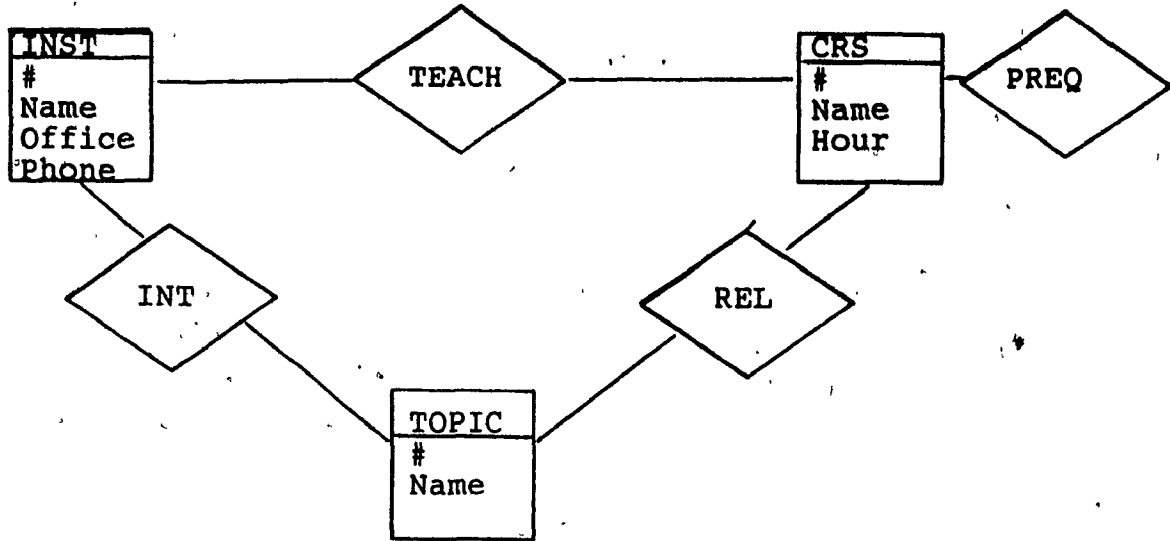 INST
#
Name
Office
Phone
TEACH
CRS
#
Name
Hour
PREQ
INT
REL
TOPIC
#
Name